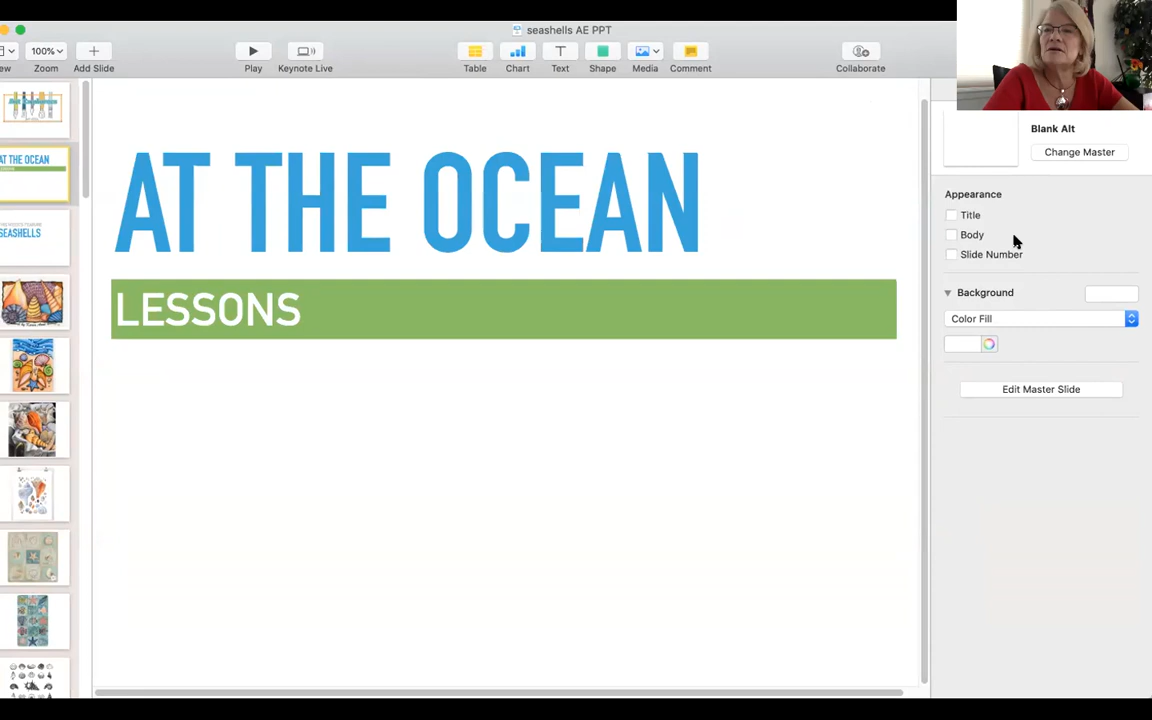 seashells AE PPT
ew
100%
Zoom
Add Slide
Play
Keynote Live
Table
Chart
Text
Shape
Media
Comment
Collaborate
AT THE OCEAN
SEASHELLS
AT THE OCEAN
LESSONS
Blank Alt
Change Master
Appearance
Title
Body
Slide Number
Background
Color Fill
Edit Master Slide